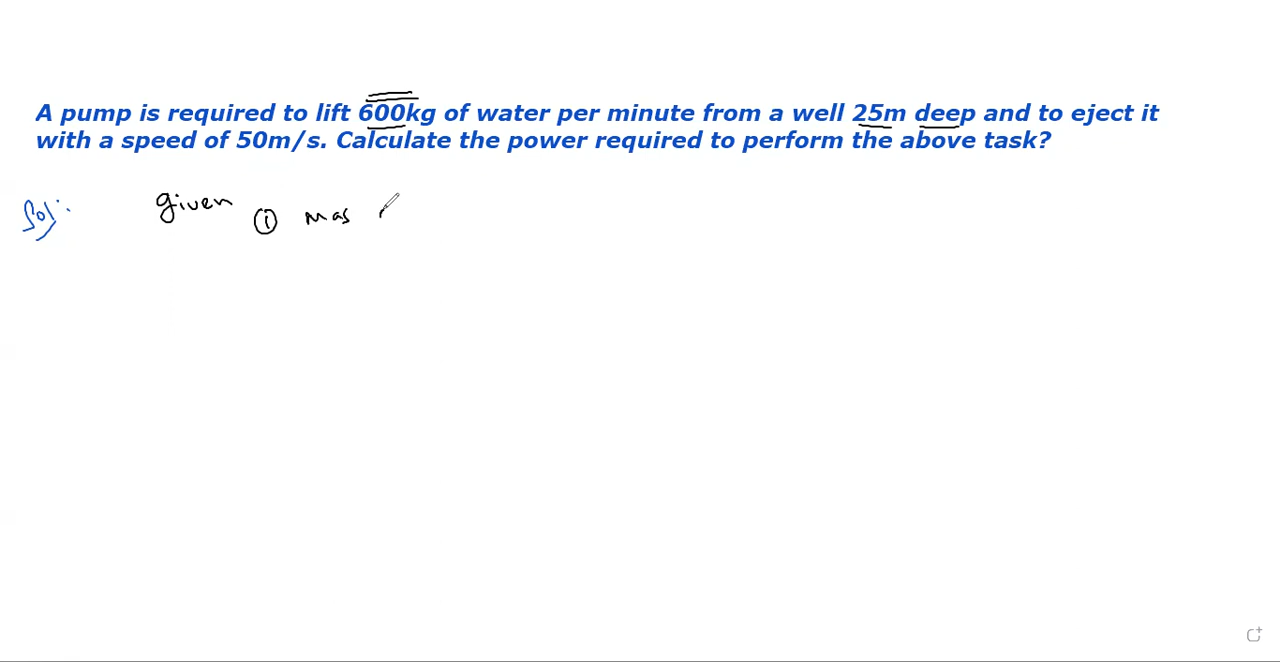 A pump is required to lift 600kg of water per minute from a well 25m deep and to eject it
with a speed of 50m/s. Calculate the power required to perform the above task?
Sol: given
① mas